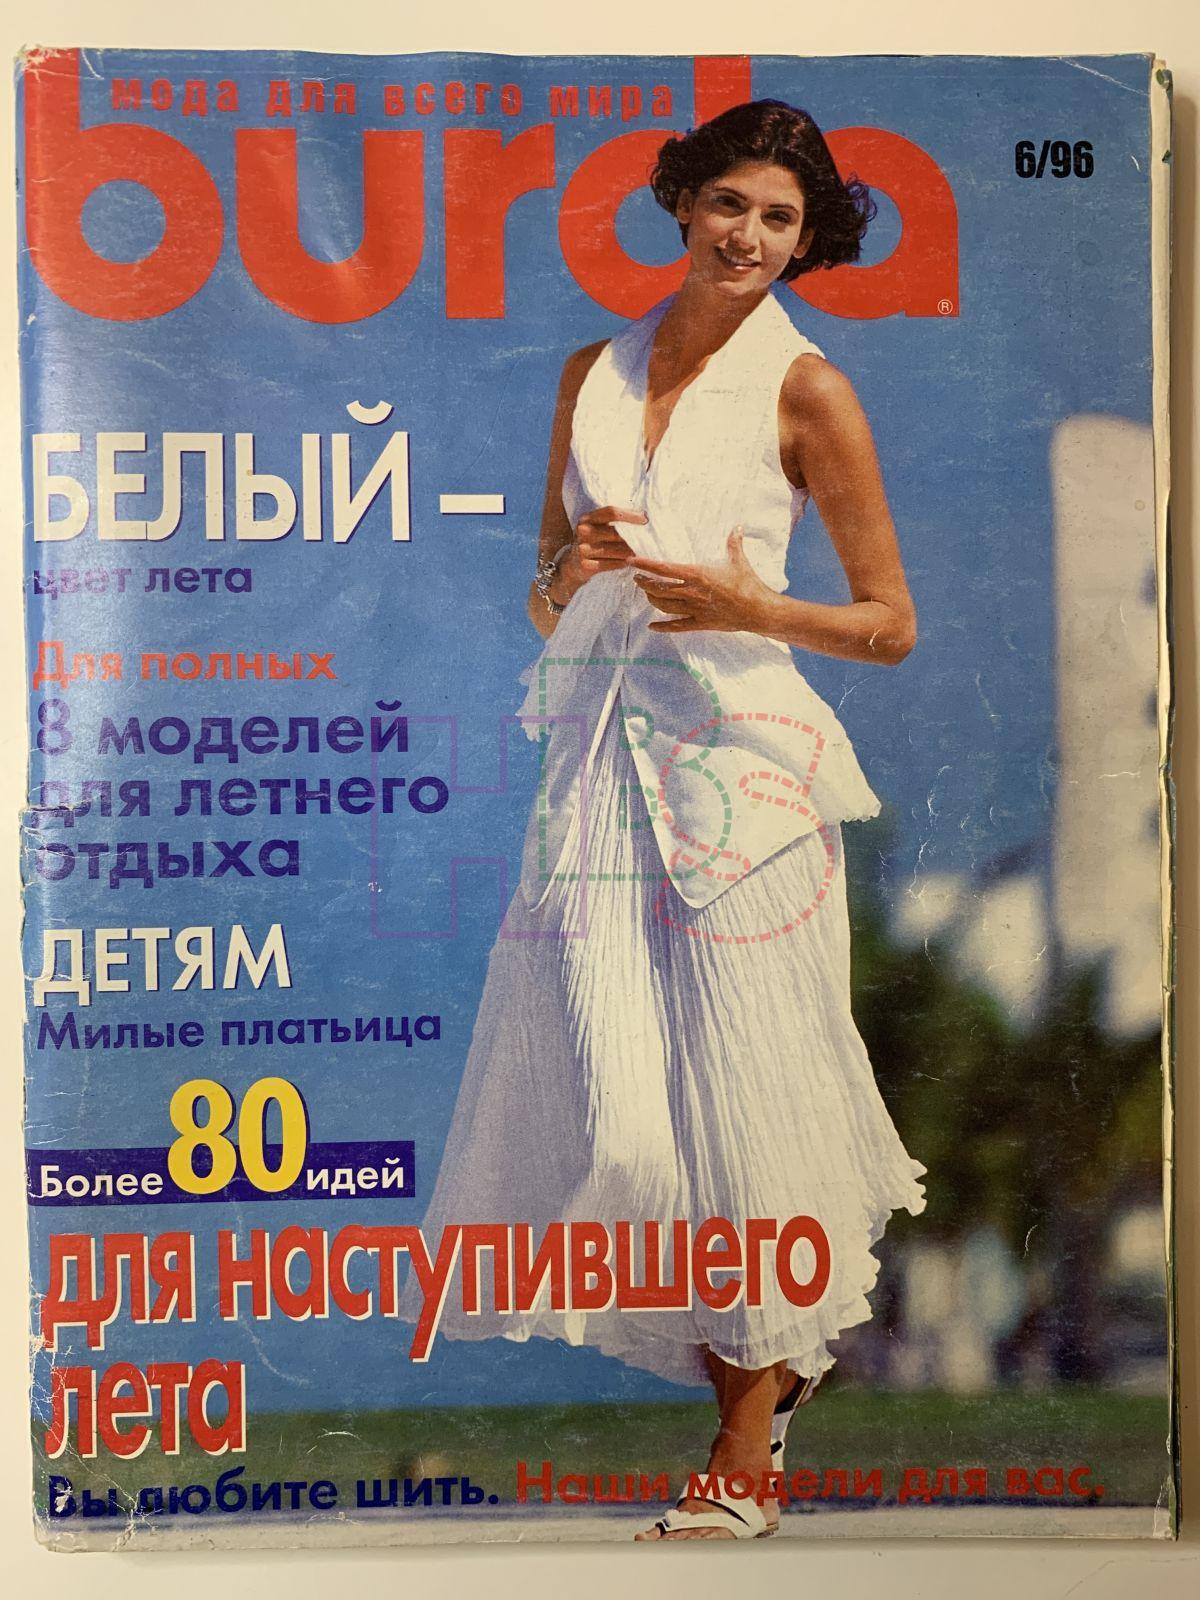 мода для всего мира
burda
®
6/96
БЕЛЫЙ –
цвет лета
Для полных
8 моделей
для летнего
отдыха
ДЕТЯМ
Милые платьица
Более 80 идей
для наступившего
лета
Вы любите шить. Наши модели для вас.